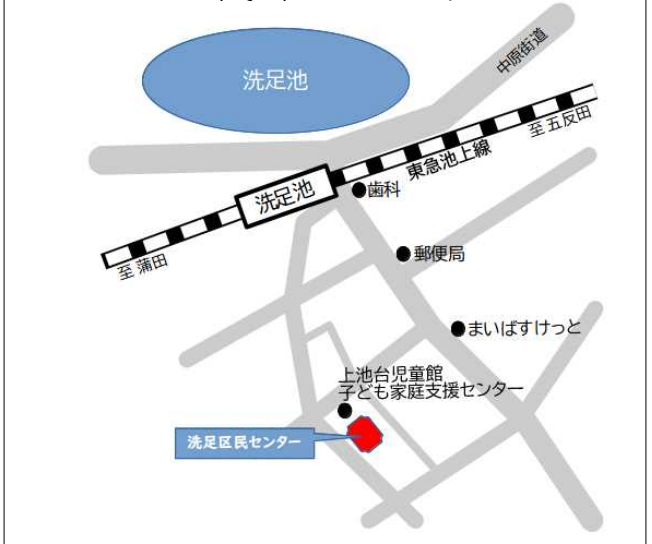 洗足池
中原街道
至 五反田
東急池上線
洗足池
歯科
至 蒲田
郵便局
まいばすけっと
上池台児童館
子ども家庭支援センター
洗足区民センター